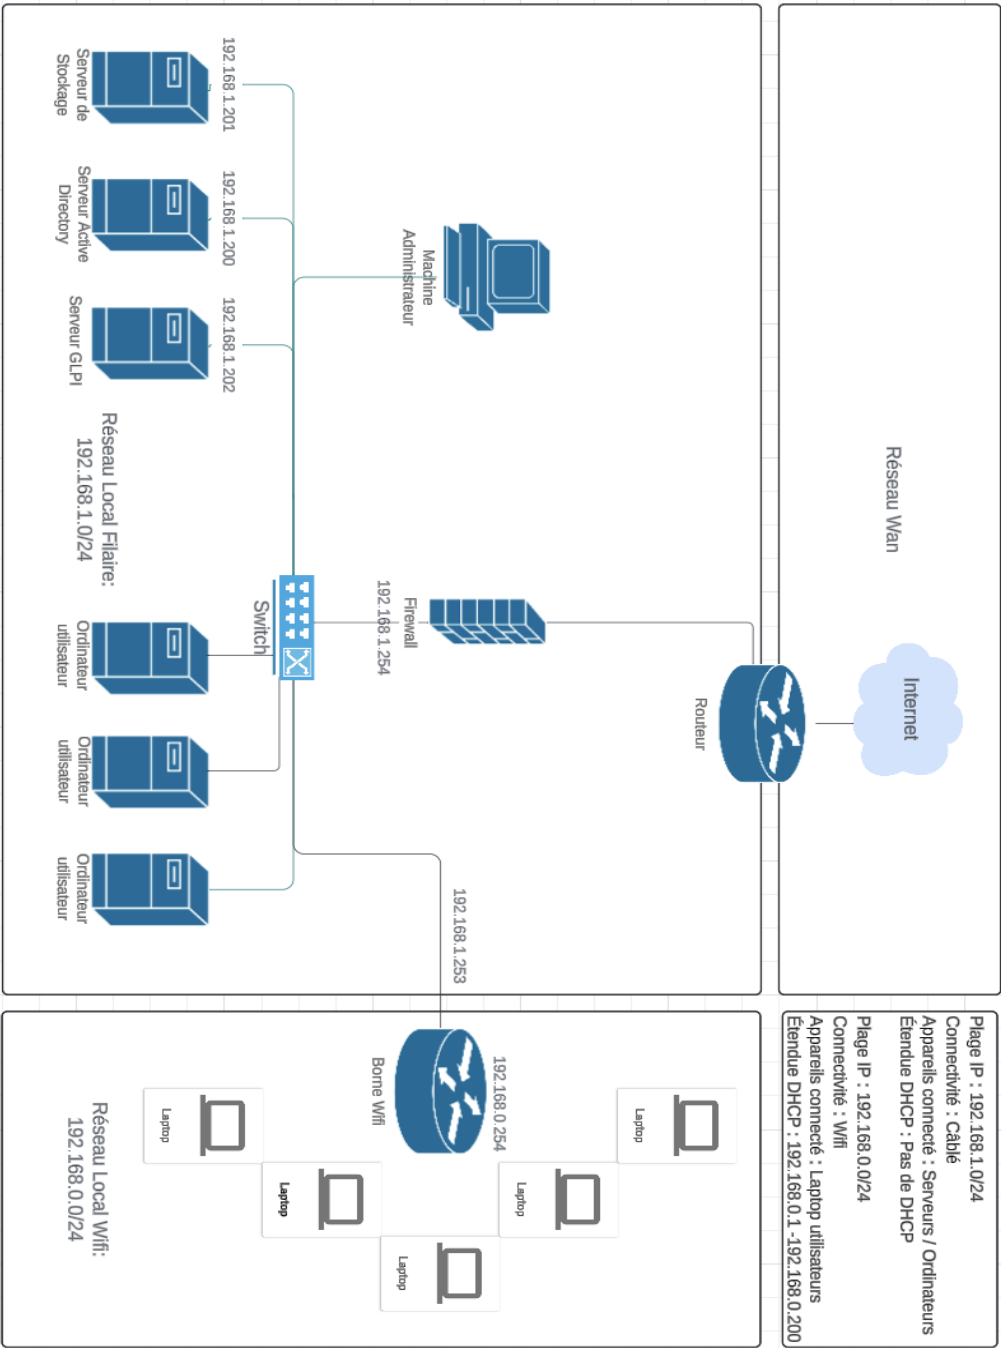 Réseau Wan
Internet
Plage IP : 192.168.1.0/24
Connectivité : Câblé
Appareils connecté : Serveurs / Ordinateurs
Étendue DHCP : Pas de DHCP
Plage IP : 192.168.0.0/24
Connectivité : Wifi
Appareils connecté : Laptop utilisateurs
Étendue DHCP : 192.168.0.1 -192.168.0.200
Routeur
Machine
Administrateur
Firewall
192.168.1.254
192.168.1.253
Switch
192.168.1.201
192.168.1.200
192.168.1.202
Serveur de
Stockage
Serveur Active
Directory
Serveur GLPI
Réseau Local Filaire:
192.168.1.0/24
Ordinateur
utilisateur
Ordinateur
utilisateur
Ordinateur
utilisateur
192.168.0.254
Borne Wifi
Laptop
Laptop
Laptop
Laptop
Laptop
Réseau Local Wifi:
192.168.0.0/24